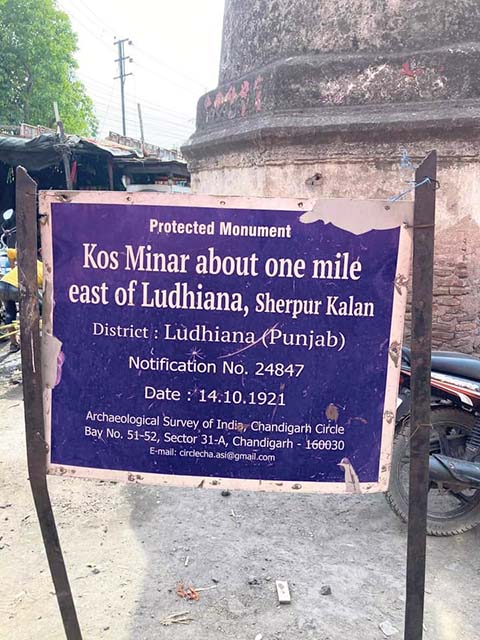 Protected Monument
Kos Minar about one mile
east of Ludhiana, Sherpur Kalan
District : Ludhiana (Punjab)
Notification No. 24847
Date : 14.10.1921
Archaeological Survey of India, Chandigarh Circle
Bay No. 51-52, Sector 31-A, Chandigarh - 160030
E-mail: circlecha.asi@gmail.com